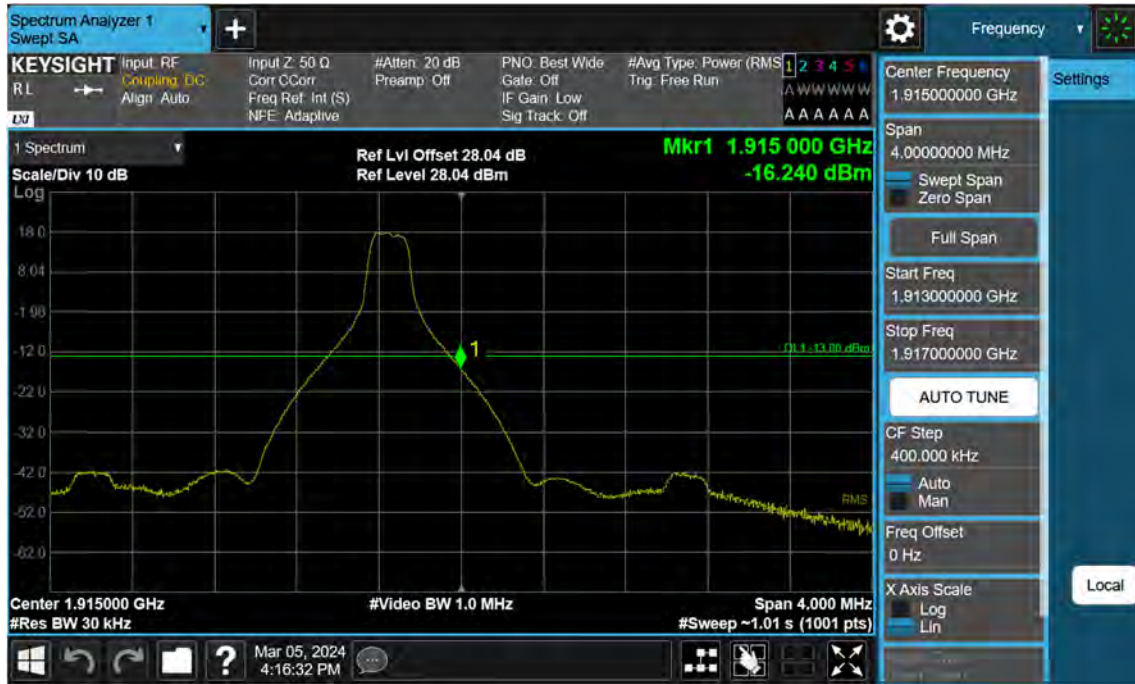 Spectrum Analyzer 1
Swept SA
+
Frequency
KEYSIGHT
RL
LXI
Input: RF
Coupling: DC
Align: Auto
Input Z: 50 Ω
Corr CCorr
Freq Ref: Int (S)
NFE: Adaptive
#Atten: 20 dB
Preamp: Off
PNO: Best Wide
Gate: Off
IF Gain: Low
Sig Track: Off
#Avg Type: Power (RMS
Trig: Free Run
1 2 3 4 5 6
A W W W W W
A A A A A A
1 Spectrum
Scale/Div 10 dB
Log
Ref Lvl Offset 28.04 dB
Ref Level 28.04 dBm
Mkr1 1.915 000 GHz
-16.240 dBm
18.0
8.04
-1.96
-12.0
-22.0
-32.0
-42.0
-52.0
-62.0
1
DL1 -13.00 dBm
RMS
Center 1.915000 GHz
#Res BW 30 kHz
#Video BW 1.0 MHz
Span 4.000 MHz
#Sweep ~1.01 s (1001 pts)
Center Frequency
1.915000000 GHz
Settings
Span
4.00000000 MHz
Swept Span
Zero Span
Full Span
Start Freq
1.913000000 GHz
Stop Freq
1.917000000 GHz
AUTO TUNE
CF Step
400.000 kHz
Auto
Man
Freq Offset
0 Hz
X Axis Scale
Log
Lin
Local
?
Mar 05, 2024
4:16:32 PM